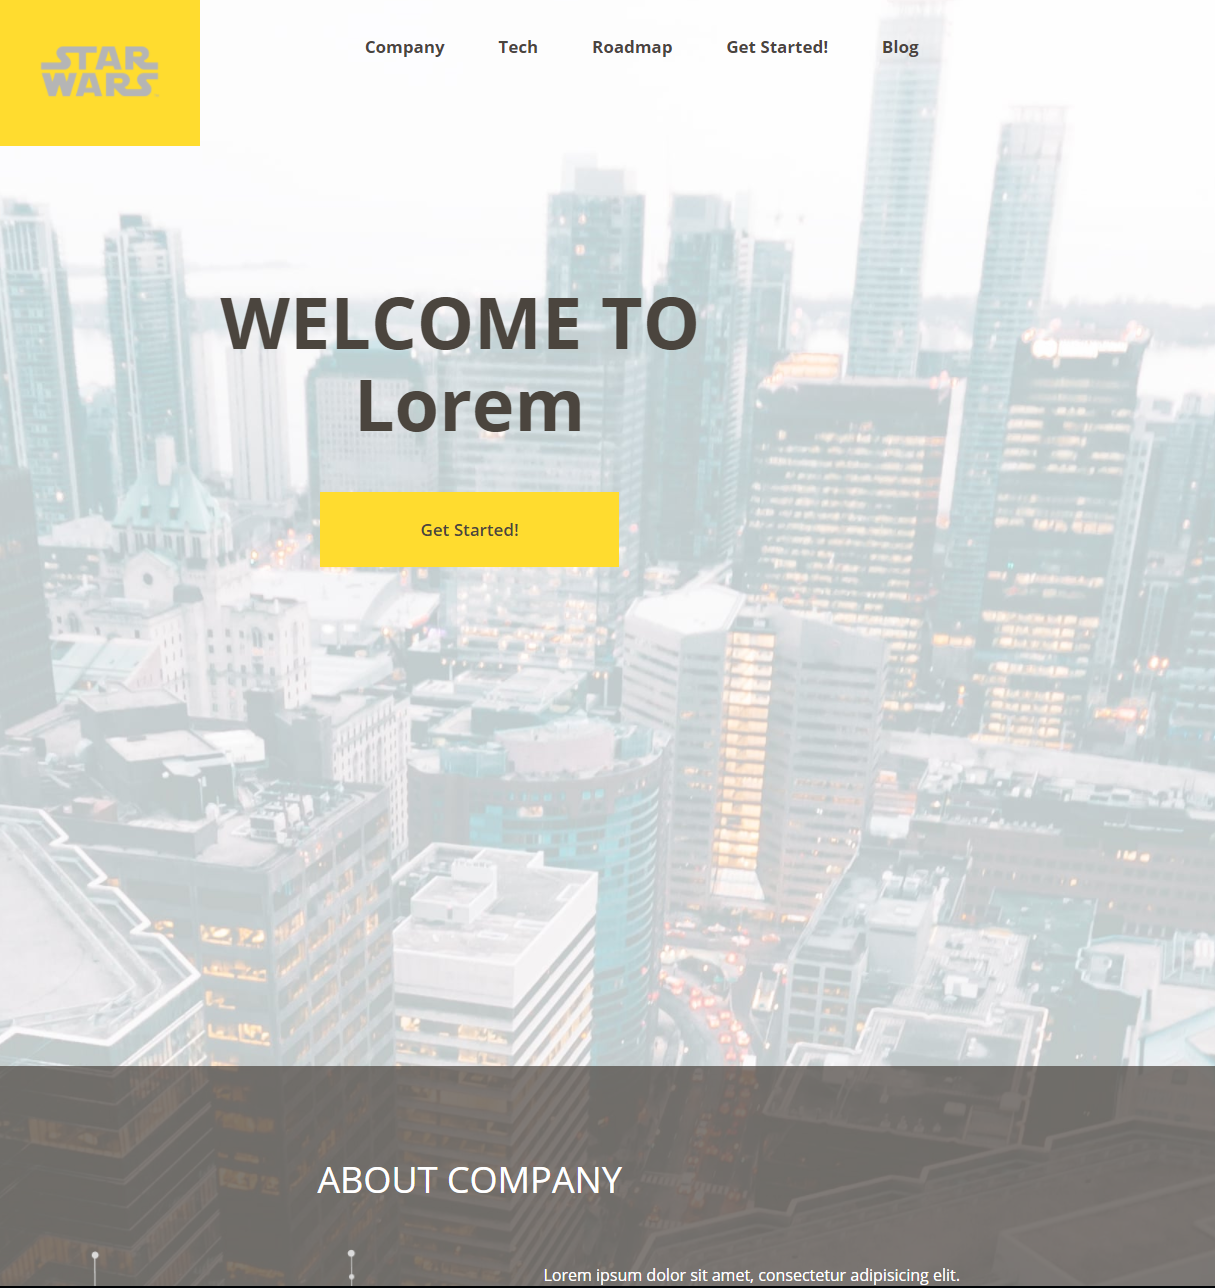 STAR
WARS
Company Tech Roadmap Get Started! Blog
WELCOME TO
Lorem
Get Started!
ABOUT COMPANY
Lorem ipsum dolor sit amet, consectetur adipisicing elit.